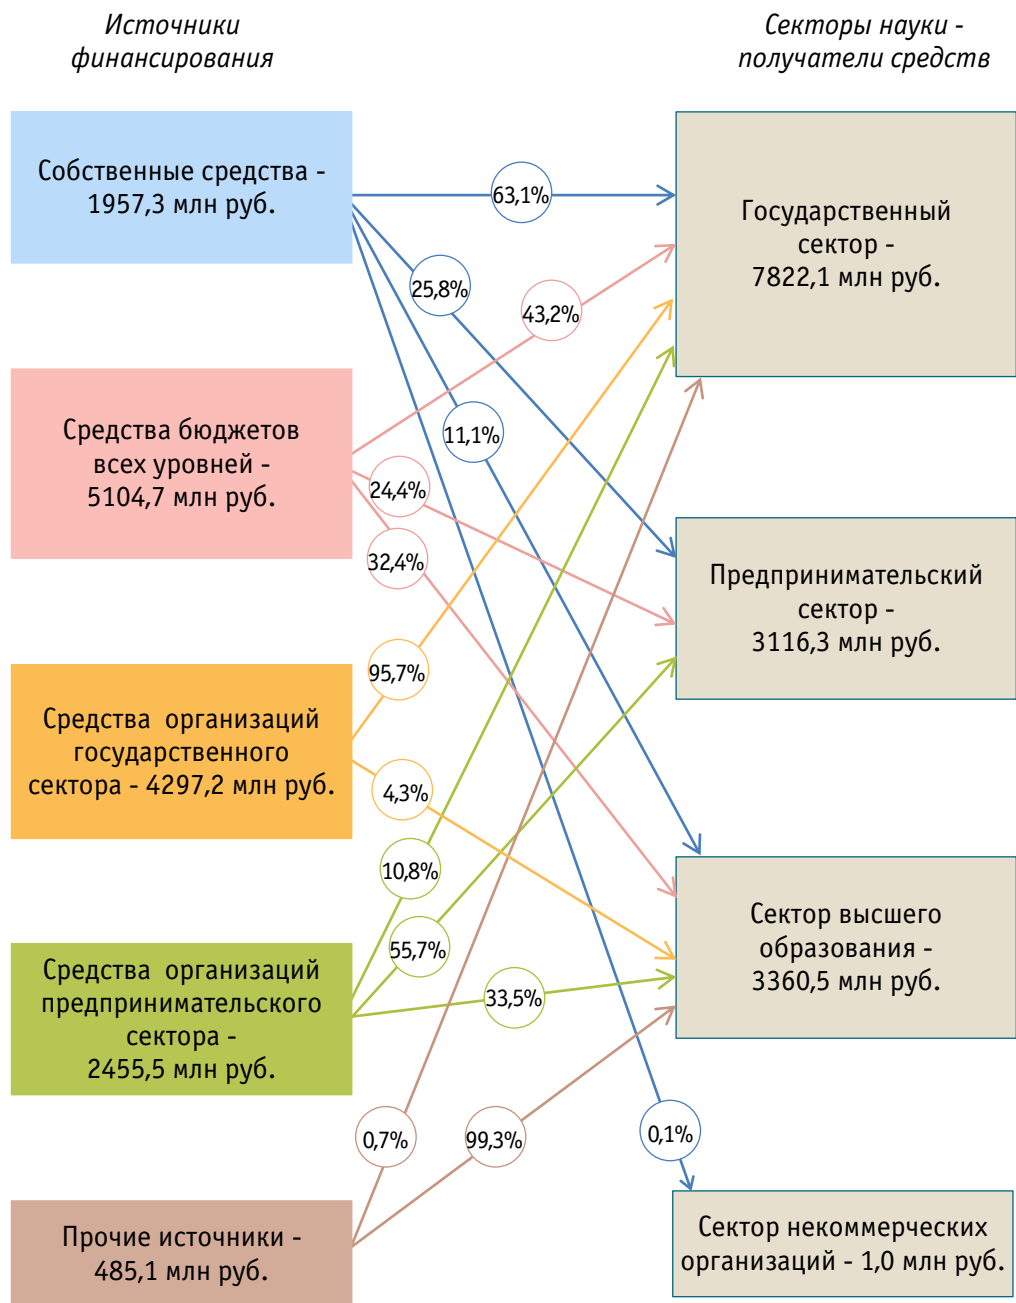 Источники
финансирования
Секторы науки -
получатели средств
Собственные средства -
1957,3 млн руб.
63,1%
25,8%
11,1%
0,1%
Средства бюджетов
всех уровней -
5104,7 млн руб.
43,2%
24,4%
32,4%
Средства организаций
государственного
сектора - 4297,2 млн руб.
95,7%
4,3%
Средства организаций
предпринимательского
сектора -
2455,5 млн руб.
10,8%
55,7%
33,5%
Прочие источники -
485,1 млн руб.
0,7%
99,3%
Государственный
сектор -
7822,1 млн руб.
Предпринимательский
сектор -
3116,3 млн руб.
Сектор высшего
образования -
3360,5 млн руб.
Сектор некоммерческих
организаций - 1,0 млн руб.